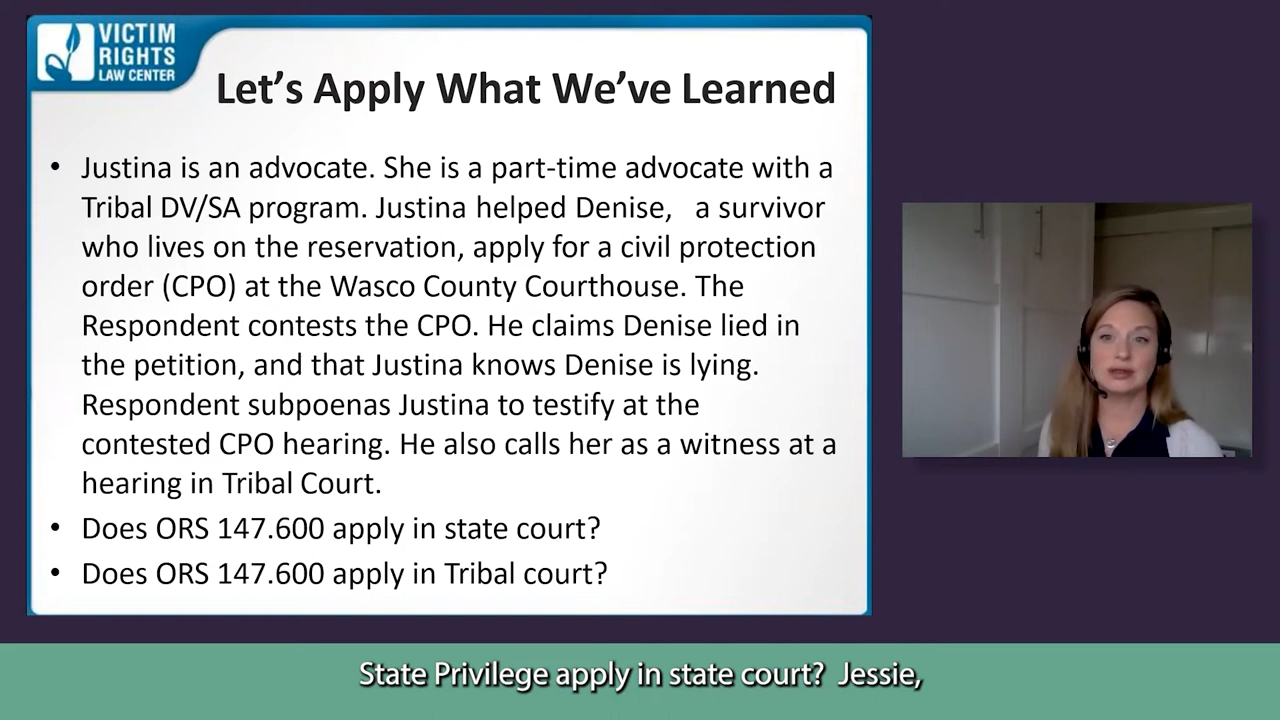 VICTIM
RIGHTS
LAW CENTER
Let's Apply What We've Learned
• Justina is an advocate. She is a part-time advocate with a
Tribal DV/SA program. Justina helped Denise, a survivor
who lives on the reservation, apply for a civil protection
order (CPO) at the Wasco County Courthouse. The
Respondent contests the CPO. He claims Denise lied in
the petition, and that Justina knows Denise is lying.
Respondent subpoenas Justina to testify at the
contested CPO hearing. He also calls her as a witness at a
hearing in Tribal Court.
• Does ORS 147.600 apply in state court?
• Does ORS 147.600 apply in Tribal court?
State Privilege apply in state court? Jessie,